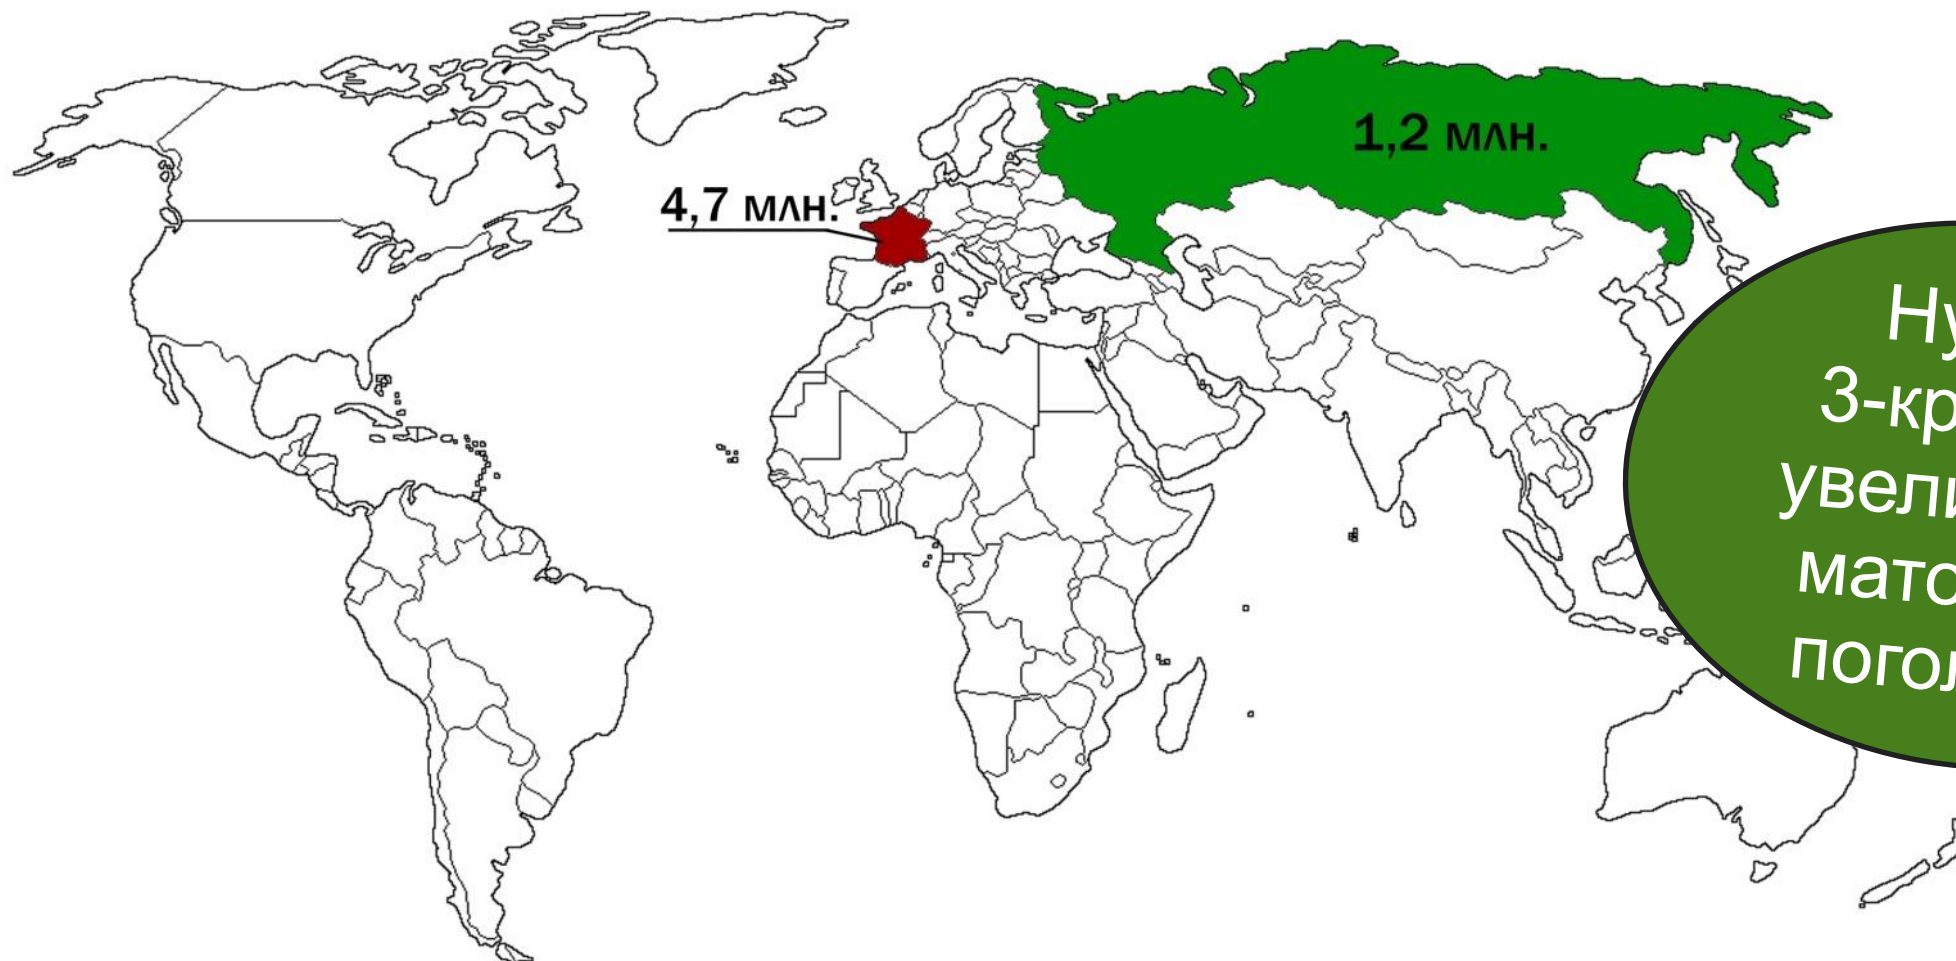 1,2 млн.
4,7 млн.
Ну
3-кр
увели
мато
погол